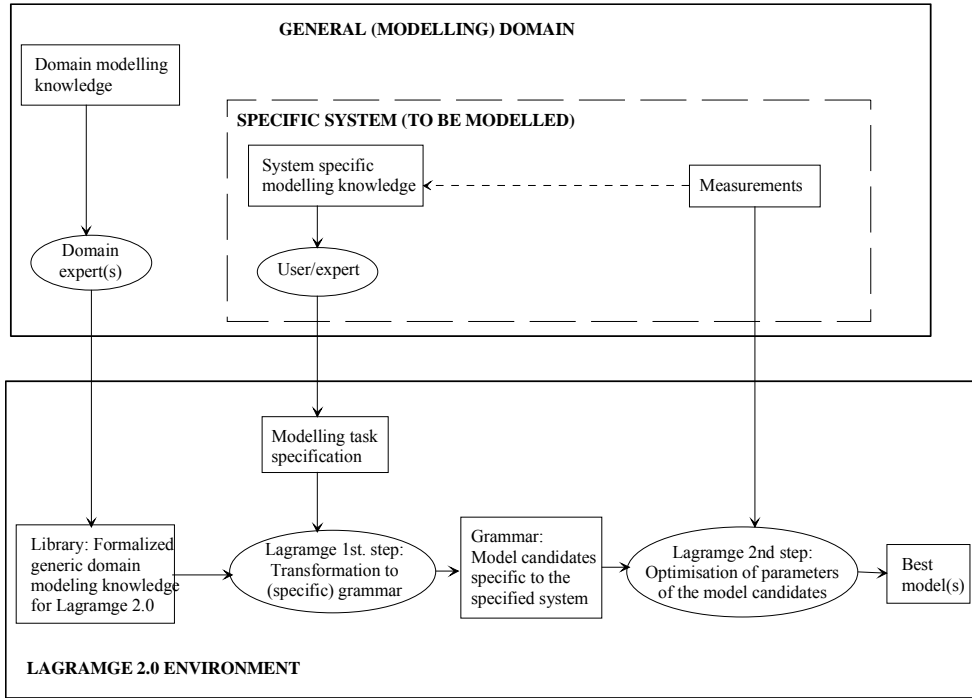 GENERAL (MODELLING) DOMAIN
Domain modelling
knowledge
SPECIFIC SYSTEM (TO BE MODELLED)
System specific
modelling knowledge
Measurements
Domain
expert(s)
User/expert
Modelling task
specification
Library: Formalized
generic domain
modeling knowledge
for Lagramge 2.0
Lagramge 1st. step:
Transformation to
(specific) grammar
Grammar:
Model candidates
specific to the
specified system
Lagramge 2nd step:
Optimisation of parameters
of the model candidates
Best
model(s)
LAGRAMGE 2.0 ENVIRONMENT